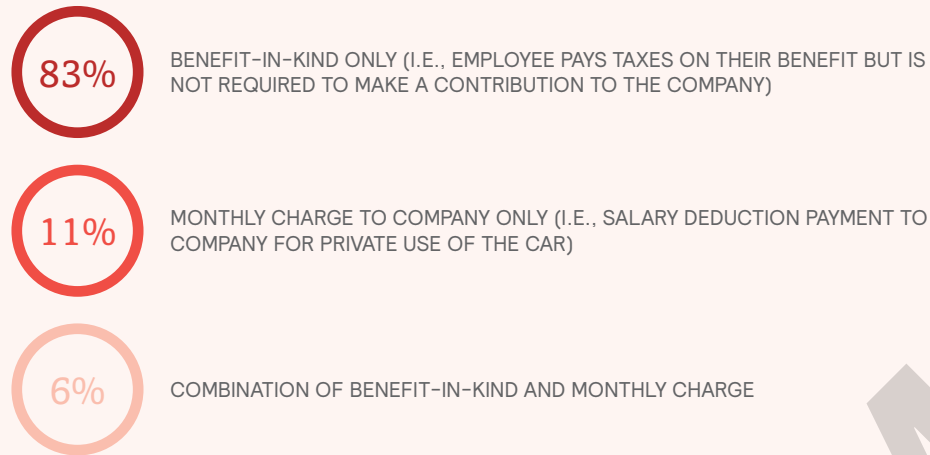 83%
BENEFIT-IN-KIND ONLY (I.E., EMPLOYEE PAYS TAXES ON THEIR BENEFIT BUT IS
NOT REQUIRED TO MAKE A CONTRIBUTION TO THE COMPANY)
11%
MONTHLY CHARGE TO COMPANY ONLY (I.E., SALARY DEDUCTION PAYMENT TO
COMPANY FOR PRIVATE USE OF THE CAR)
6%
COMBINATION OF BENEFIT-IN-KIND AND MONTHLY CHARGE